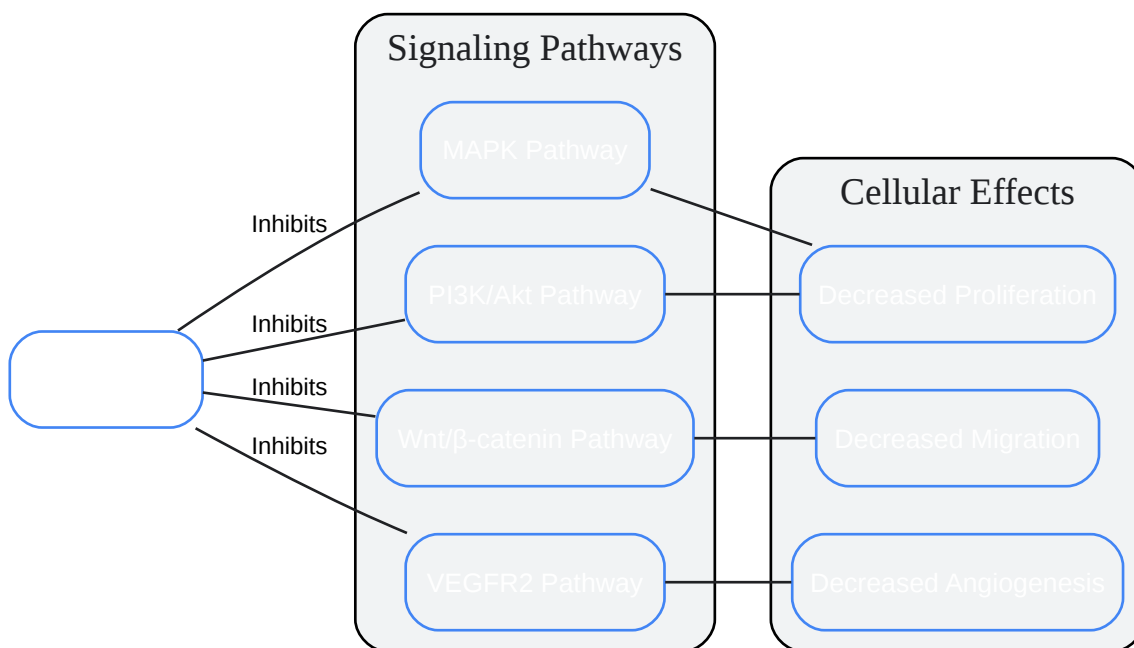 Signaling Pathways
MAPK Pathway
Cellular Effects
Inhibits
PI3K/Akt Pathway
Decreased Proliferation
Inhibits
Inhibits
Wnt/β-catenin Pathway
Decreased Migration
Inhibits
VEGFR2 Pathway
Decreased Angiogenesis